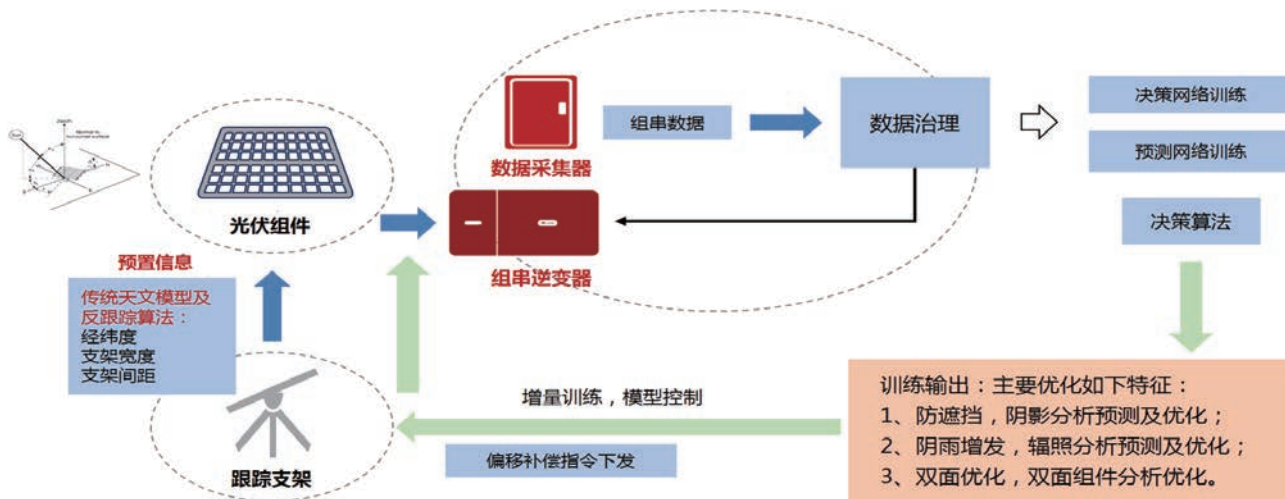 组串数据
数据治理
决策网络训练
预测网络训练
数据采集器
光伏组件
决策算法
组串逆变器
预置信息
传统天文模型及
反跟踪算法：
经纬度
支架宽度
支架间距
增量训练，模型控制
偏移补偿指令下发
跟踪支架
训练输出：主要优化如下特征：
1、防遮挡，阴影分析预测及优化；
2、阴雨增发，辐照分析预测及优化；
3、双面优化，双面组件分析优化。